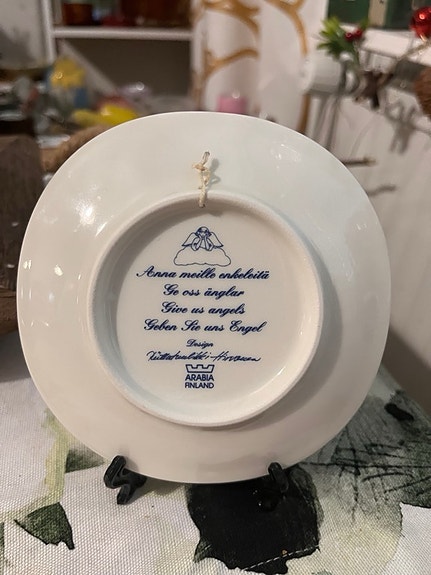 Anna meille enkeleitä
Ge oss änglar
Give us angels
Geben Sie uns Engel
Design
ARABIA
FINLAND